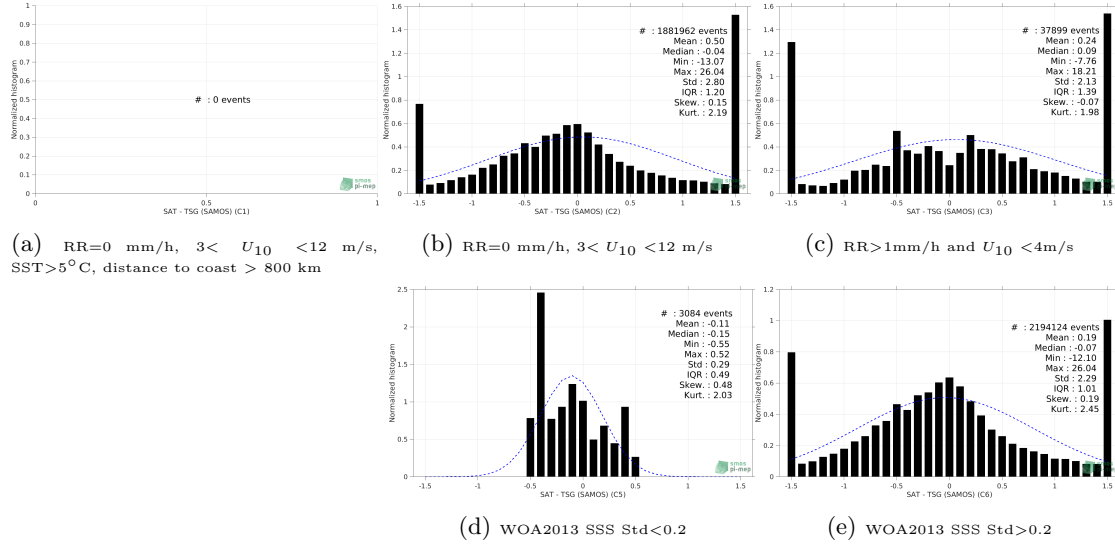 Normalized histogram
1
0.9
0.8
0.7
0.6
0.5
0.4
0.3
0.2
0.1
0
# : 0 events
smos
pi-mep
0 0.5 1
SAT - TSG (SAMOS) (C1)
(a) RR=0 mm/h, 3< U10 <12 m/s,
SST>5°C, distance to coast > 800 km
Normalized histogram
1.6
1.4
1.2
1
0.8
0.6
0.4
0.2
0
# : 1881962 events
Mean : 0.50
Median : -0.04
Min : -13.07
Max : 26.04
Std : 2.80
IQR : 1.20
Skew. : 0.15
Kurt. : 2.19
smos
pi-mep
-1.5 -1 -0.5 0 0.5 1 1.5
SAT - TSG (SAMOS) (C2)
(b) RR=0 mm/h, 3< U10 <12 m/s
Normalized histogram
1.6
1.4
1.2
1
0.8
0.6
0.4
0.2
0
# : 37899 events
Mean : 0.24
Median : 0.09
Min : -7.76
Max : 18.21
Std : 2.13
IQR : 1.39
Skew. : -0.07
Kurt. : 1.98
smos
pi-mep
-1.5 -1 -0.5 0 0.5 1 1.5
SAT - TSG (SAMOS) (C3)
(c) RR>1mm/h and U10 <4m/s
Normalized histogram
2.5
2
1.5
1
0.5
0
# : 3084 events
Mean : -0.11
Median : -0.15
Min : -0.55
Max : 0.52
Std : 0.29
IQR : 0.49
Skew. : 0.48
Kurt. : 2.03
smos
pi-mep
-1.5 -1 -0.5 0 0.5 1 1.5
SAT - TSG (SAMOS) (C5)
(d) WOA2013 SSS Std<0.2
Normalized histogram
1.2
1
0.8
0.6
0.4
0.2
0
# : 2194124 events
Mean : 0.19
Median : -0.07
Min : -12.10
Max : 26.04
Std : 2.29
IQR : 1.01
Skew. : 0.19
Kurt. : 2.45
smos
pi-mep
-1.5 -1 -0.5 0 0.5 1 1.5
SAT - TSG (SAMOS) (C6)
(e) WOA2013 SSS Std>0.2